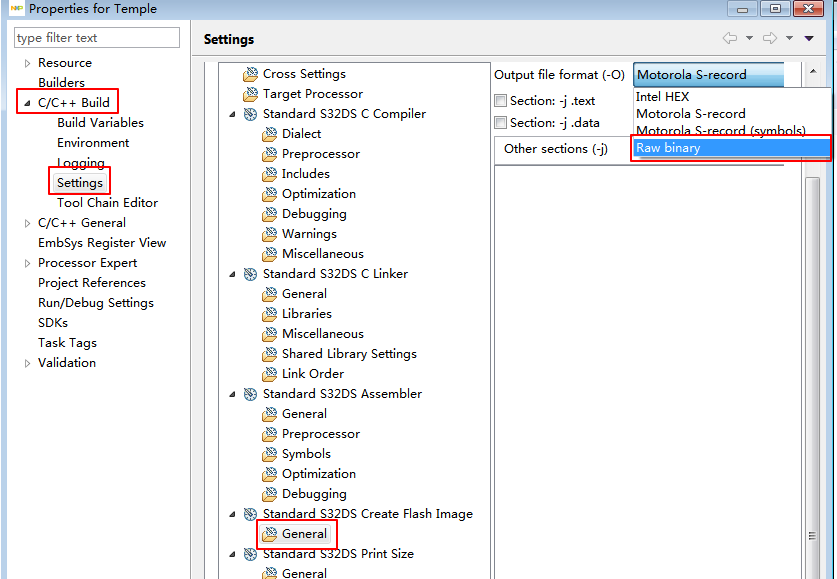 NXP
Properties for Temple
type filter text
Settings
Resource
Builders
C/C++ Build
Build Variables
Environment
Logging
Settings
Tool Chain Editor
C/C++ General
EmbSys Register View
Processor Expert
Project References
Run/Debug Settings
SDKs
Task Tags
Validation
Cross Settings
Target Processor
Standard S32DS C Compiler
Dialect
Preprocessor
Includes
Optimization
Debugging
Warnings
Miscellaneous
Standard S32DS C Linker
General
Libraries
Miscellaneous
Shared Library Settings
Link Order
Standard S32DS Assembler
General
Preprocessor
Symbols
Optimization
Debugging
Standard S32DS Create Flash Image
General
Standard S32DS Print Size
General
Output file format (-O)
Motorola S-record
Section: -j .text
Section: -j .data
Other sections (-j)
Intel HEX
Motorola S-record
Motorola S-record (symbols)
Raw binary